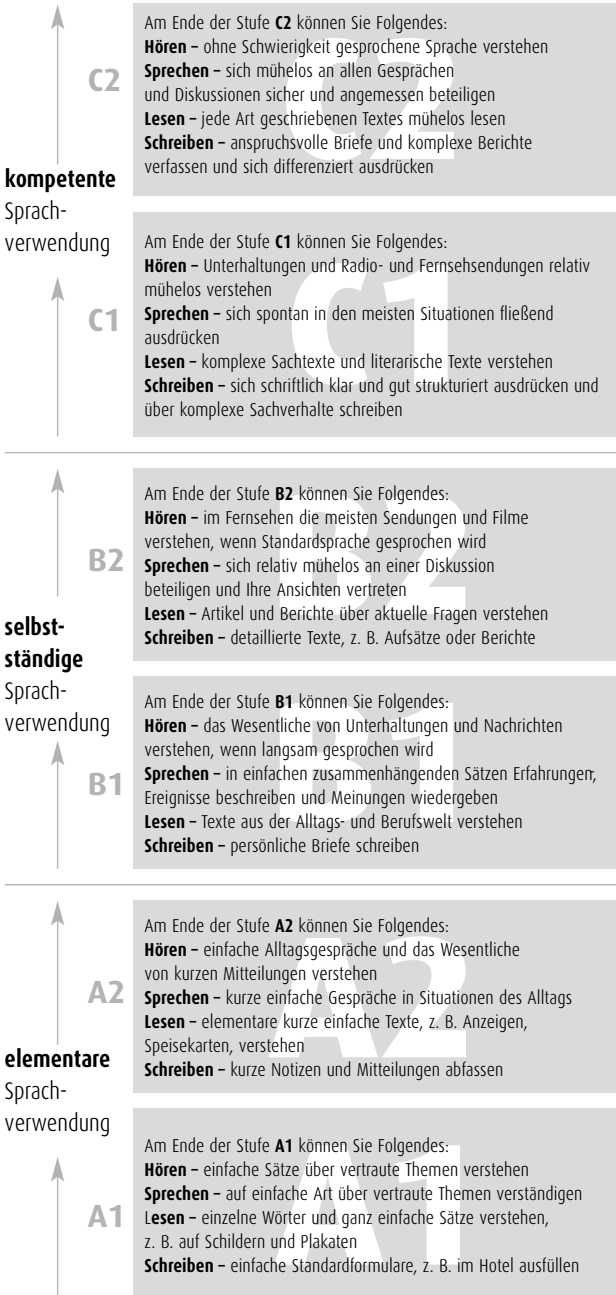 C2
Am Ende der Stufe C2 können Sie Folgendes:
Hören – ohne Schwierigkeit gesprochene Sprache verstehen
Sprechen – sich mühelos an allen Gesprächen
und Diskussionen sicher und angemessen beteiligen
Lesen – jede Art geschriebenen Textes mühelos lesen
Schreiben – anspruchsvolle Briefe und komplexe Berichte
verfassen und sich differenziert ausdrücken
C2
kompetente
Sprach-
verwendung
C1
Am Ende der Stufe C1 können Sie Folgendes:
Hören – Unterhaltungen und Radio- und Fernsehsendungen relativ
mühelos verstehen
Sprechen – sich spontan in den meisten Situationen fließend
ausdrücken
Lesen – komplexe Sachtexte und literarische Texte verstehen
Schreiben – sich schriftlich klar und gut strukturiert ausdrücken und
über komplexe Sachverhalte schreiben
C1
B2
Am Ende der Stufe B2 können Sie Folgendes:
Hören – im Fernsehen die meisten Sendungen und Filme
verstehen, wenn Standardsprache gesprochen wird
Sprechen – sich relativ mühelos an einer Diskussion
beteiligen und Ihre Ansichten vertreten
Lesen – Artikel und Berichte über aktuelle Fragen verstehen
Schreiben – detaillierte Texte, z. B. Aufsätze oder Berichte
B2
selbst-
ständige
Sprach-
verwendung
B1
Am Ende der Stufe B1 können Sie Folgendes:
Hören – das Wesentliche von Unterhaltungen und Nachrichten
verstehen, wenn langsam gesprochen wird
Sprechen – in einfachen zusammenhängenden Sätzen Erfahrungen,
Ereignisse beschreiben und Meinungen wiedergeben
Lesen – Texte aus der Alltags- und Berufswelt verstehen
Schreiben – persönliche Briefe schreiben
B1
A2
Am Ende der Stufe A2 können Sie Folgendes:
Hören – einfache Alltagsgespräche und das Wesentliche
von kurzen Mitteilungen verstehen
Sprechen – kurze einfache Gespräche in Situationen des Alltags
Lesen – elementare kurze einfache Texte, z. B. Anzeigen,
Speisekarten, verstehen
Schreiben – kurze Notizen und Mitteilungen abfassen
A2
elementare
Sprach-
verwendung
A1
Am Ende der Stufe A1 können Sie Folgendes:
Hören – einfache Sätze über vertraute Themen verstehen
Sprechen – auf einfache Art über vertraute Themen verständigen
Lesen – einzelne Wörter und ganz einfache Sätze verstehen,
z. B. auf Schildern und Plakaten
Schreiben – einfache Standardformulare, z. B. im Hotel ausfüllen
A1